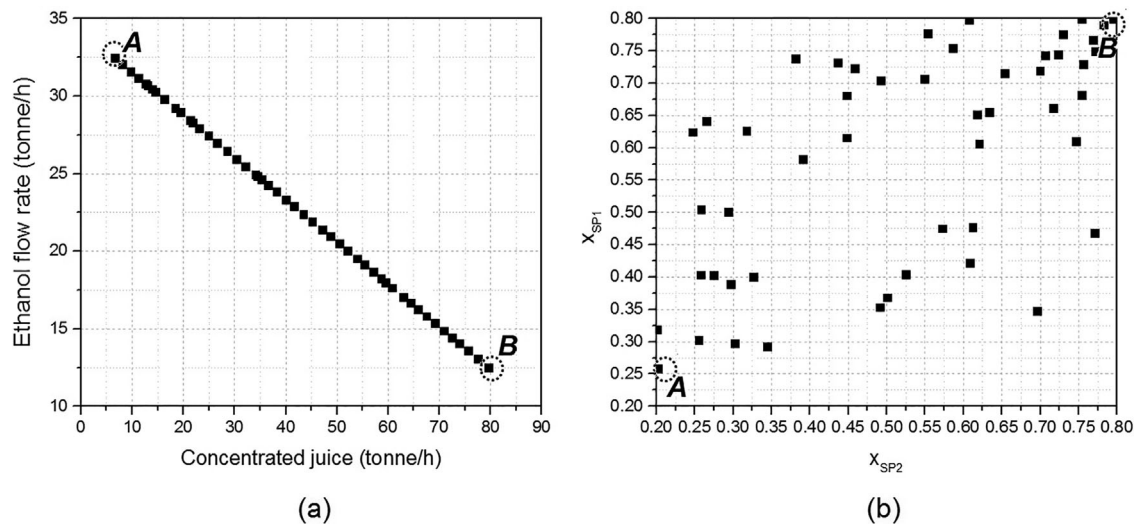 35
30
25
20
15
10
Ethanol flow rate (tonne/h)
A
B
0 10 20 30 40 50 60 70 80 90
Concentrated juice (tonne/h)
(a)
0.80
0.75
0.70
0.65
0.60
0.55
0.50
0.45
0.40
0.35
0.30
0.25
0.20
xSP1
B
A
0.20 0.25 0.30 0.35 0.40 0.45 0.50 0.55 0.60 0.65 0.70 0.75 0.80
xSP2
(b)